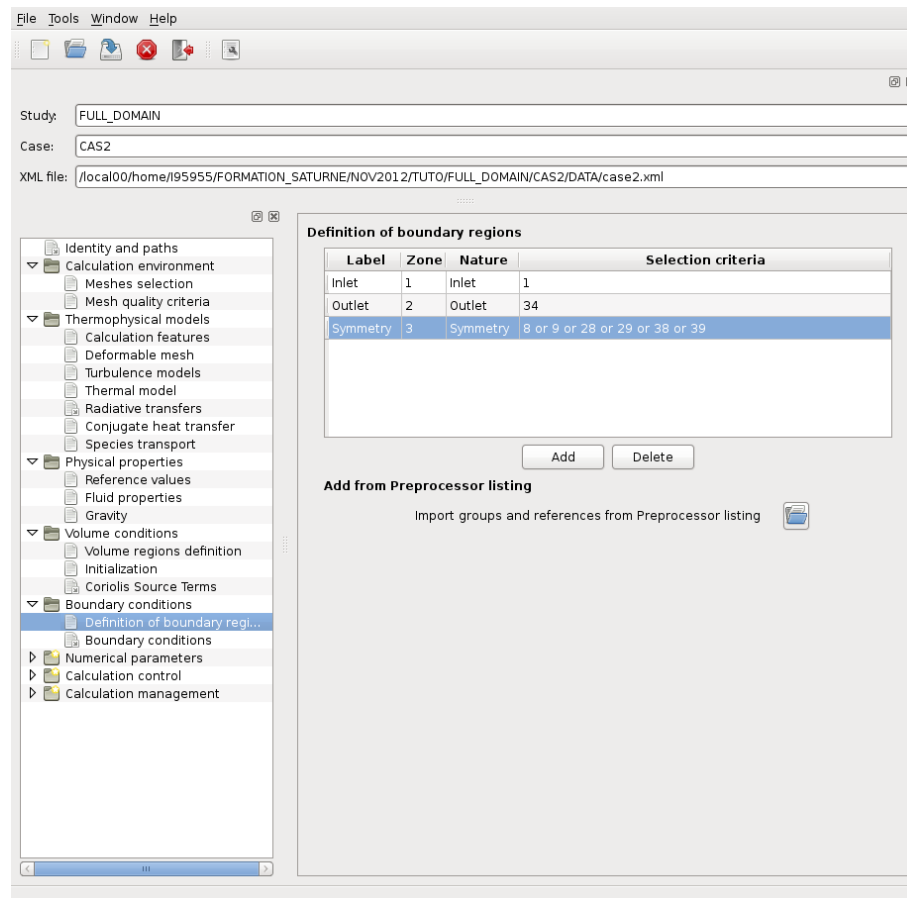 File Tools Window Help
Study: FULL_DOMAIN
Case: CAS2
XML file: /local00/home/I95955/FORMATION_SATURNE/NOV2012/TUTO/FULL_DOMAIN/CAS2/DATA/case2.xml
Identity and paths
Calculation environment
Meshes selection
Mesh quality criteria
Thermophysical models
Calculation features
Deformable mesh
Turbulence models
Thermal model
Radiative transfers
Conjugate heat transfer
Species transport
Physical properties
Reference values
Fluid properties
Gravity
Volume conditions
Volume regions definition
Initialization
Coriolis Source Terms
Boundary conditions
Definition of boundary regi...
Boundary conditions
Numerical parameters
Calculation control
Calculation management
Definition of boundary regions
Label Zone Nature Selection criteria
Inlet 1 Inlet 1
Outlet 2 Outlet 34
Symmetry 3 Symmetry 8 or 9 or 28 or 29 or 38 or 39
Add Delete
Add from Preprocessor listing
Import groups and references from Preprocessor listing